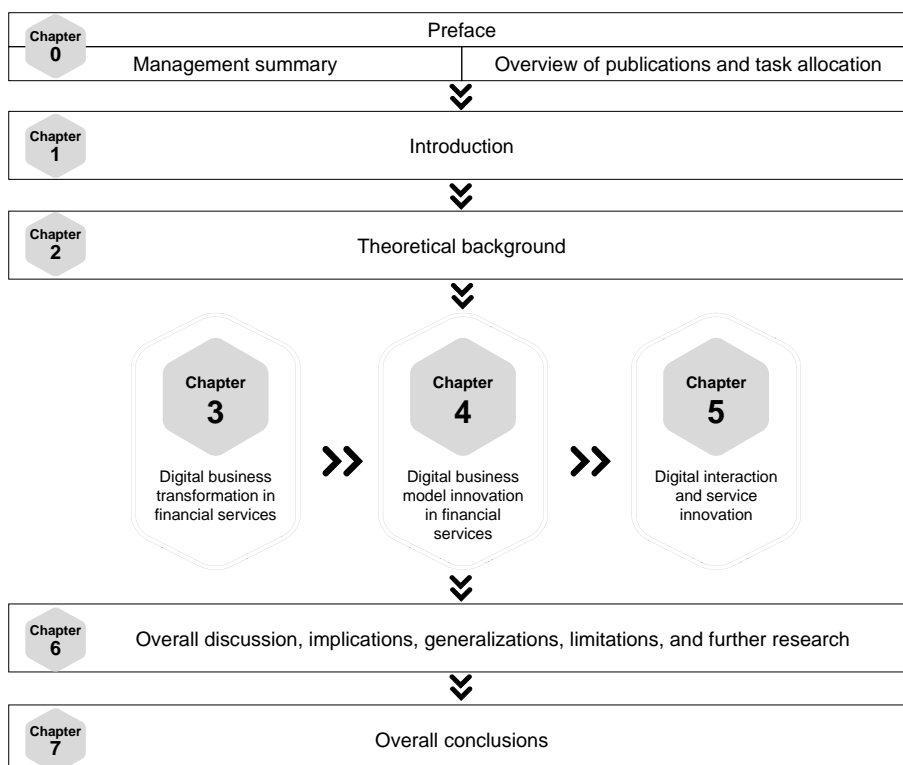 Chapter
0
Preface
Management summary
Overview of publications and task allocation
Chapter
1
Introduction
Chapter
2
Theoretical background
Chapter
3
Digital business
transformation in
financial services
Chapter
4
Digital business
model innovation
in financial
services
Chapter
5
Digital interaction
and service
innovation
Chapter
6
Overall discussion, implications, generalizations, limitations, and further research
Chapter
7
Overall conclusions